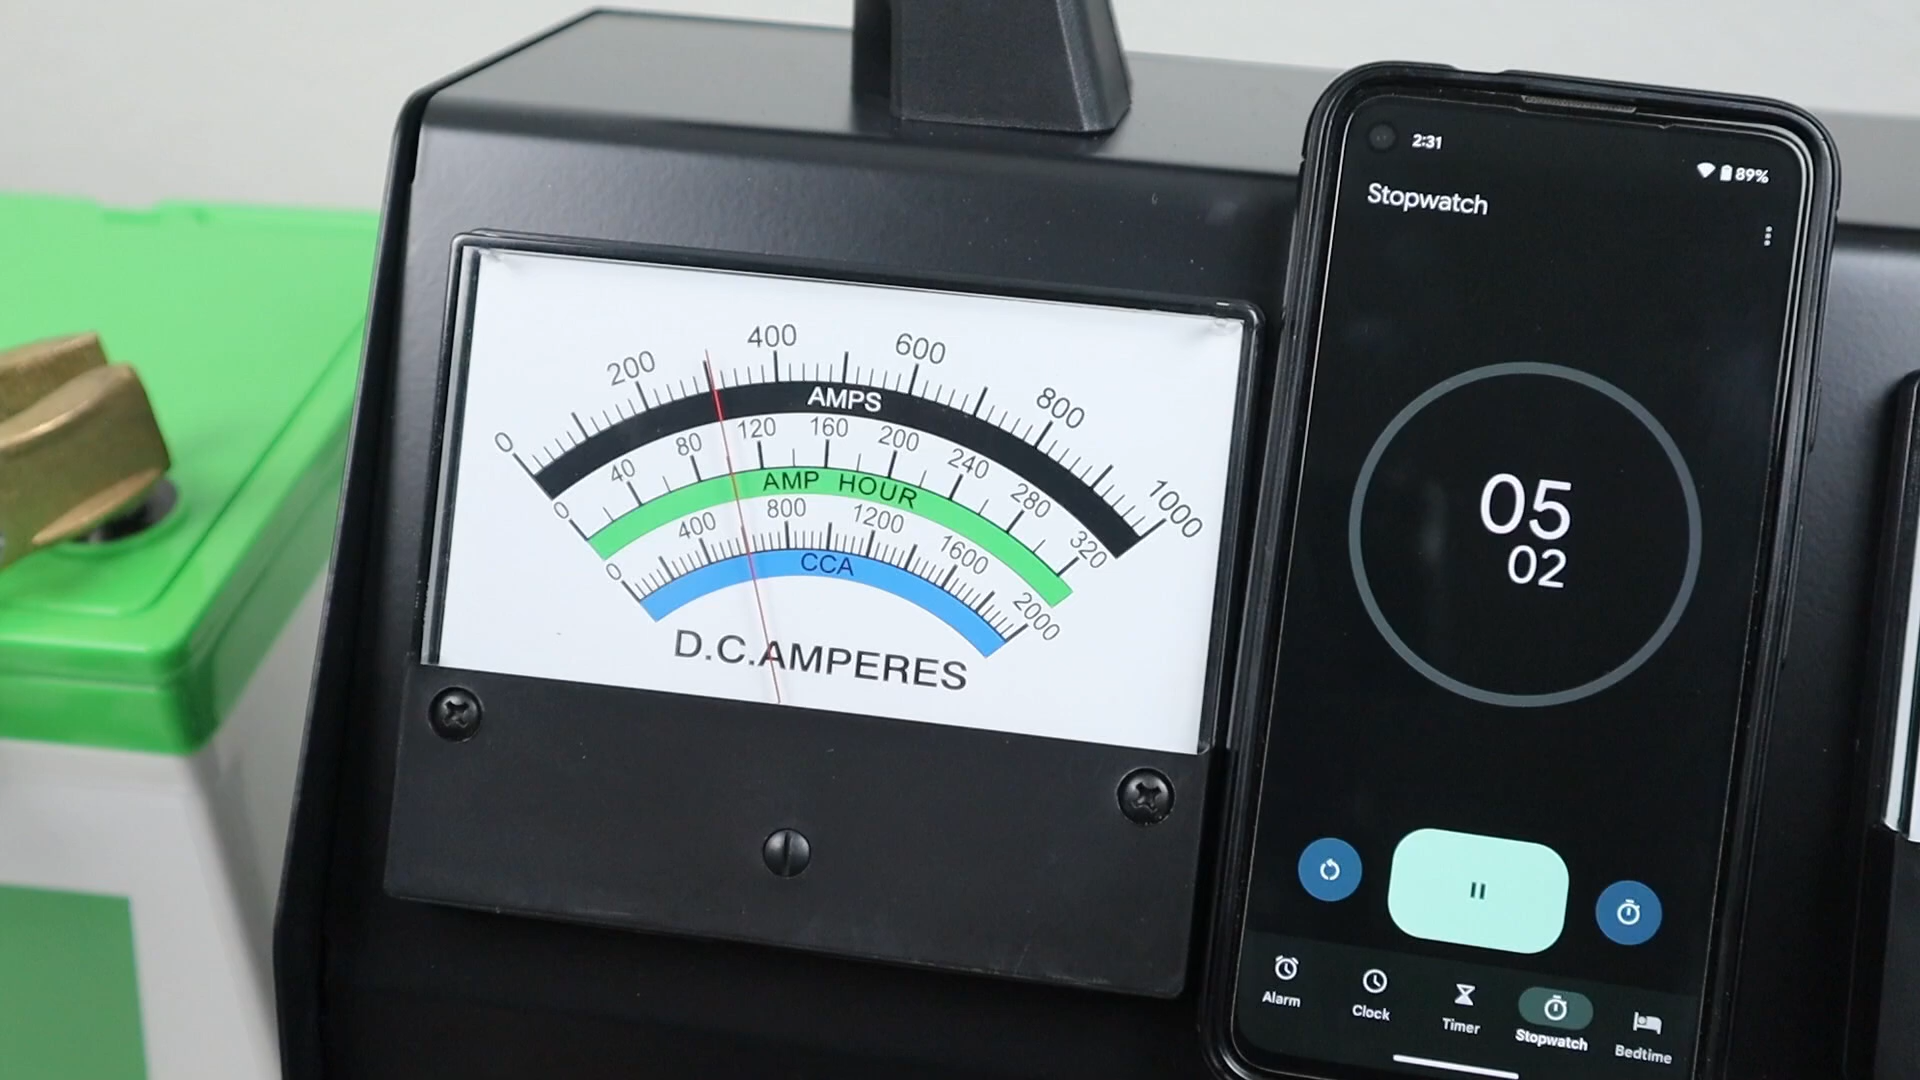 0 200 400 600 800 1000
AMPS
0 40 80 120 160 200 240 280 320
AMP HOUR
0 400 800 1200 1600 2000
CCA
D.C.AMPERES
2:31
89%
Stopwatch
05
02
Alarm
Clock
Timer
Stopwatch
Bedtime